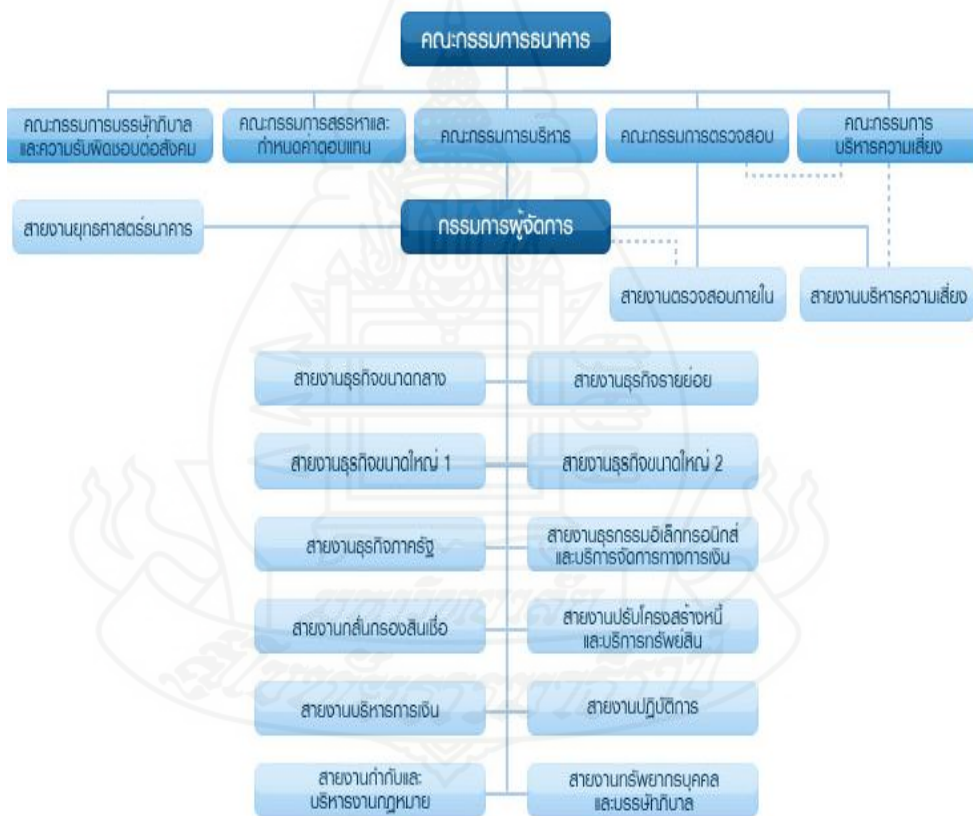 คณะกรรมการธนาคาร
คณะกรรมการบรรษัทภิบาล
และความรับผิดชอบต่อสังคม
คณะกรรมการสรรหาและ
กำหนดค่าตอบแทน
คณะกรรมการบริหาร
คณะกรรมการตรวจสอบ
คณะกรรมการ
บริหารความเสี่ยง
สายงานยุทธศาสตร์ธนาคาร
กรรมการผู้จัดการ
สายงานตรวจสอบภายใน
สายงานบริหารความเสี่ยง
สายงานธุรกิจขนาดกลาง
สายงานธุรกิจรายย่อย
สายงานธุรกิจขนาดใหญ่ 1
สายงานธุรกิจขนาดใหญ่ 2
สายงานธุรกิจภาครัฐ
สายงานธุรกรรมอิเล็กทรอนิกส์
และบริการจัดการทางการเงิน
สายงานกลั่นกรองสินเชื่อ
สายงานปรับโครงสร้างหนี้
และบริการทรัพย์สิน
สายงานบริหารการเงิน
สายงานปฏิบัติการ
สายงานกำกับและ
บริหารงานกฎหมาย
สายงานทรัพยากรบุคคล
และบรรษัทภิบาล